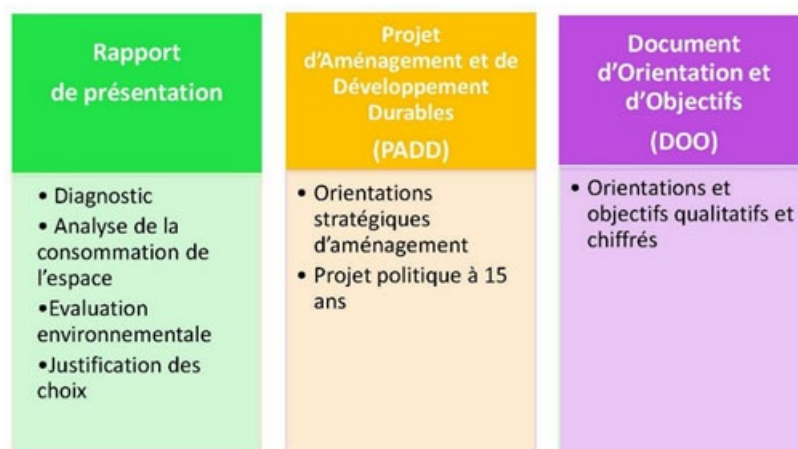 Rapport
de présentation
• Diagnostic
• Analyse de la
consommation de
l'espace
•Evaluation
environnementale
•Justification des
choix
Projet
d'Aménagement et de
Développement
Durables
(PADD)
• Orientations
stratégiques
d'aménagement
• Projet politique à 15
ans
Document
d'Orientation et
d'Objectifs
(DOO)
• Orientations et
objectifs qualitatifs et
chiffrés